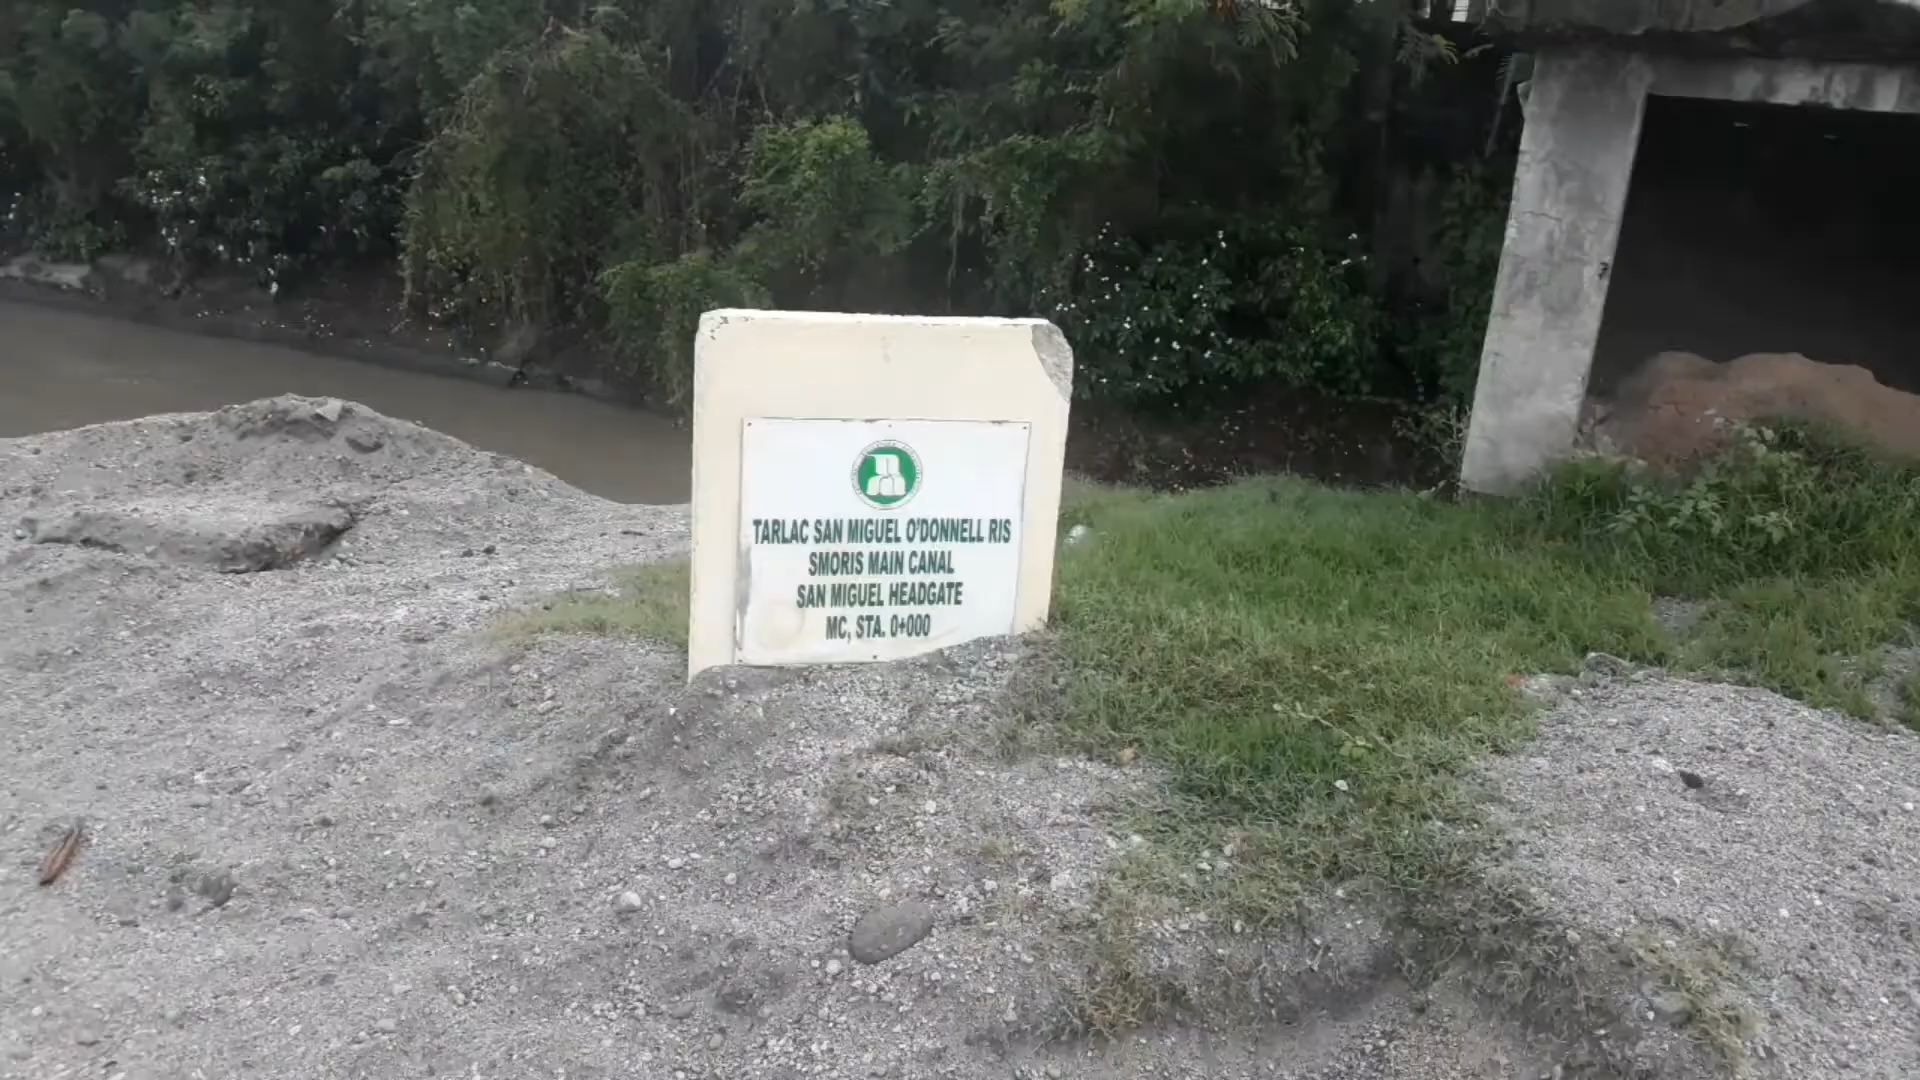 TARLAC SAN MIGUEL O'DONNELL RIS
SMORIS MAIN CANAL
SAN MIGUEL HEADGATE
MC, STA. 0+000